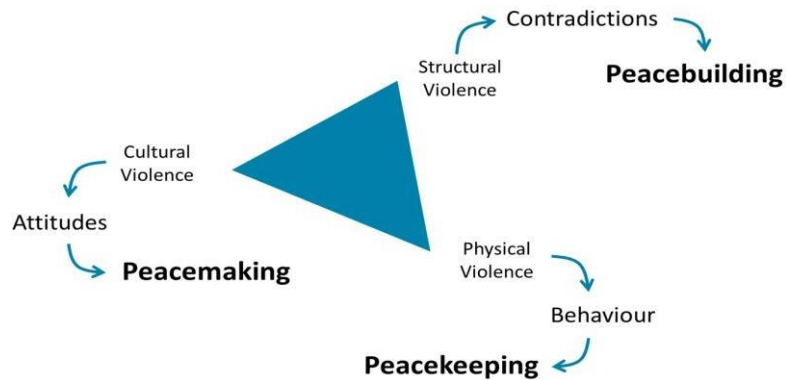 Contradictions
Structural
Violence
Peacebuilding
Cultural
Violence
Attitudes
Peacemaking
Physical
Violence
Behaviour
Peacekeeping